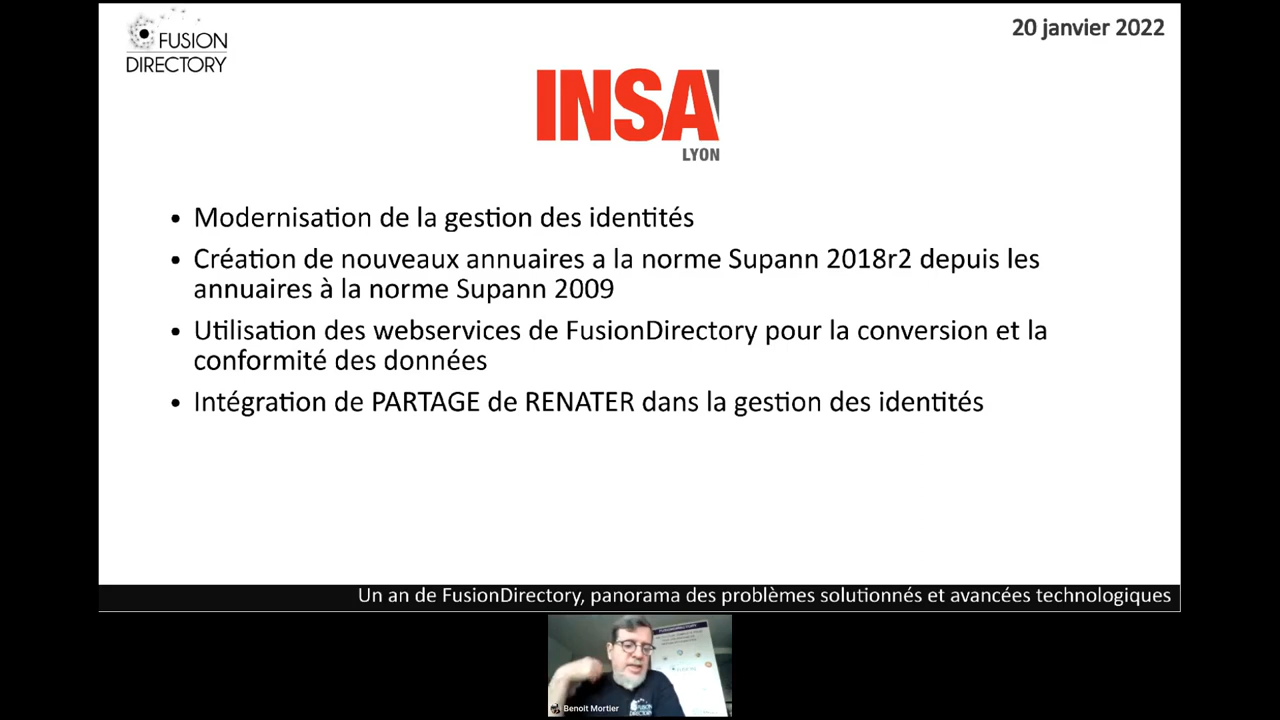 FUSION
DIRECTORY
20 janvier 2022
INSA
LYON
• Modernisation de la gestion des identités
• Création de nouveaux annuaires a la norme Supann 2018r2 depuis les
annuaires à la norme Supann 2009
• Utilisation des webservices de FusionDirectory pour la conversion et la
conformité des données
• Intégration de PARTAGE de RENATER dans la gestion des identités
Un an de FusionDirectory, panorama des problèmes solutionnés et avancées technologiques
FUSION
DIRECTORY
Benoit Mortier